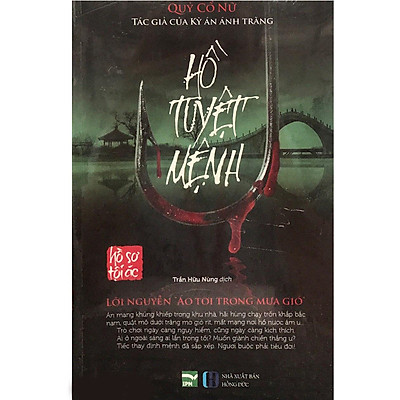 QUỶ CỔ NỮ
TÁC GIẢ CỦA KỲ ÁN ÁNH TRĂNG
HỒ
TUYỆT
MỆNH
hồ sơ
tội ác
Trần Hữu Nùng dịch
LỜI NGUYỀN "ÁO TƠI TRONG MƯA GIÓ"
Án mạng khủng khiếp trong khu nhà, hãi hùng chạy trốn khắp bắc
nam, quật mồ dưới trăng mờ gió rít, mất mạng nơi hồ nước âm u...
Trò chơi ngày càng nguy hiểm, cũng ngày càng kích thích.
Ai ở ngoài sáng ai lẩn trong tối? Muốn giành chiến thắng ư?
Tiếc thay định mệnh đã sắp xếp. Người buộc phải tiêu đời!
IPM
NHÀ XUẤT BẢN
HỒNG ĐỨC